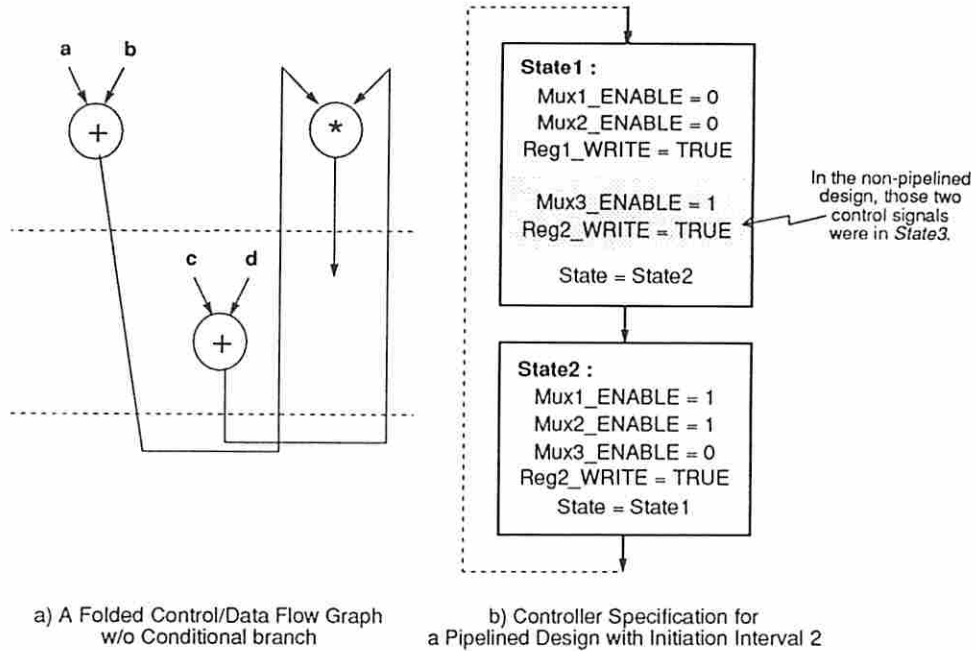 a b
+
*
c d
+
State1 :
Mux1_ENABLE = 0
Mux2_ENABLE = 0
Reg1_WRITE = TRUE
Mux3_ENABLE = 1
Reg2_WRITE = TRUE
State = State2
In the non-pipelined
design, those two
control signals
were in State3.
State2 :
Mux1_ENABLE = 1
Mux2_ENABLE = 1
Mux3_ENABLE = 0
Reg2_WRITE = TRUE
State = State1
a) A Folded Control/Data Flow Graph
w/o Conditional branch
b) Controller Specification for
a Pipelined Design with Initiation Interval 2